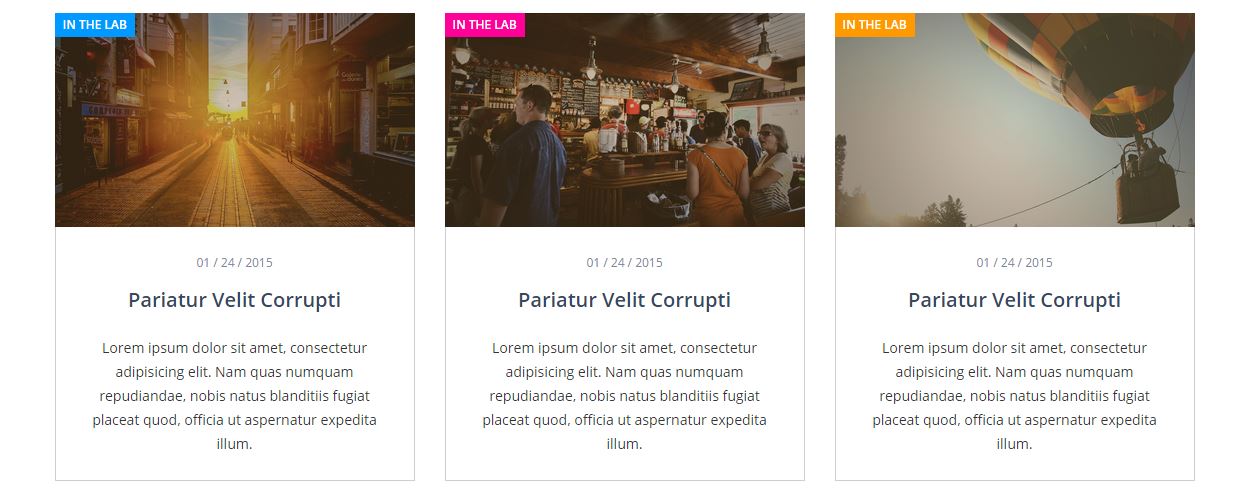 IN THE LAB
01 / 24 / 2015
Pariatur Velit Corrupti
Lorem ipsum dolor sit amet, consectetur
adipisicing elit. Nam quas numquam
repudiandae, nobis natus blanditiis fugiat
placeat quod, officia ut aspernatur expedita
illum.
IN THE LAB
01 / 24 / 2015
Pariatur Velit Corrupti
Lorem ipsum dolor sit amet, consectetur
adipisicing elit. Nam quas numquam
repudiandae, nobis natus blanditiis fugiat
placeat quod, officia ut aspernatur expedita
illum.
IN THE LAB
01 / 24 / 2015
Pariatur Velit Corrupti
Lorem ipsum dolor sit amet, consectetur
adipisicing elit. Nam quas numquam
repudiandae, nobis natus blanditiis fugiat
placeat quod, officia ut aspernatur expedita
illum.